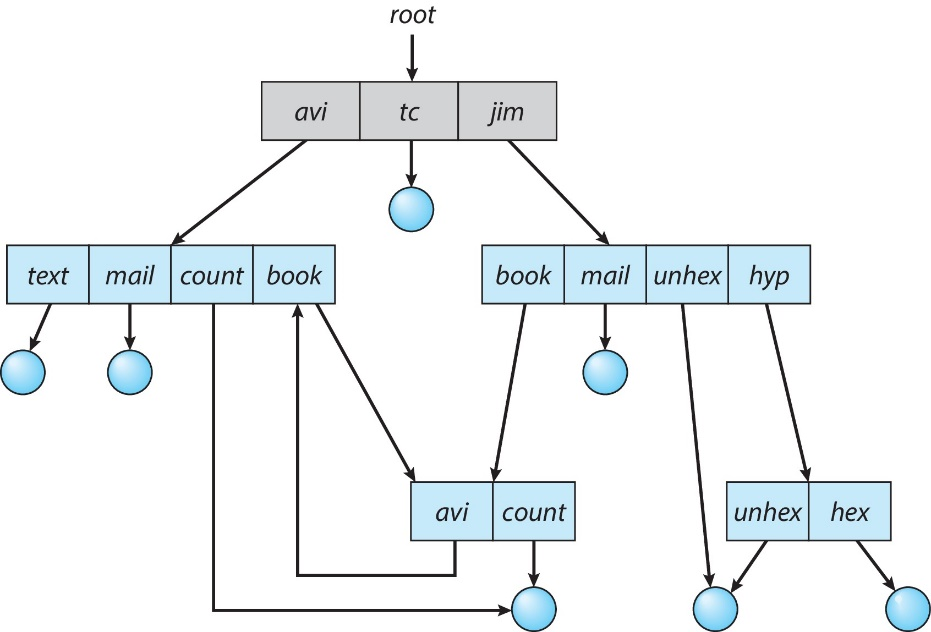 root
avi tc jim
text mail count book
book mail unhex hyp
avi count
unhex hex